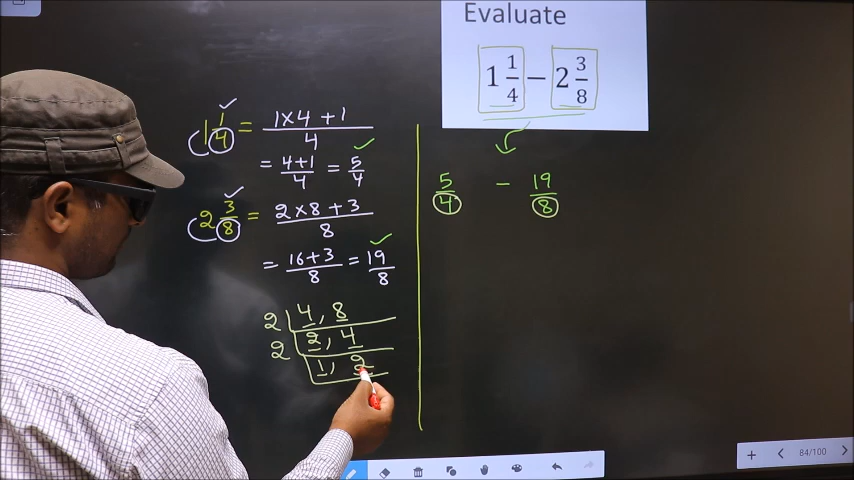 Evaluate
1 1/4 − 2 3/8
1 1/4 = 1×4+1/4
= 4+1/4 = 5/4
2 3/8 = 2×8+3/8
= 16+3/8 = 19/8
2 | 4, 8
2 | 2, 4
1, 2
5/4 − 19/8
84/100